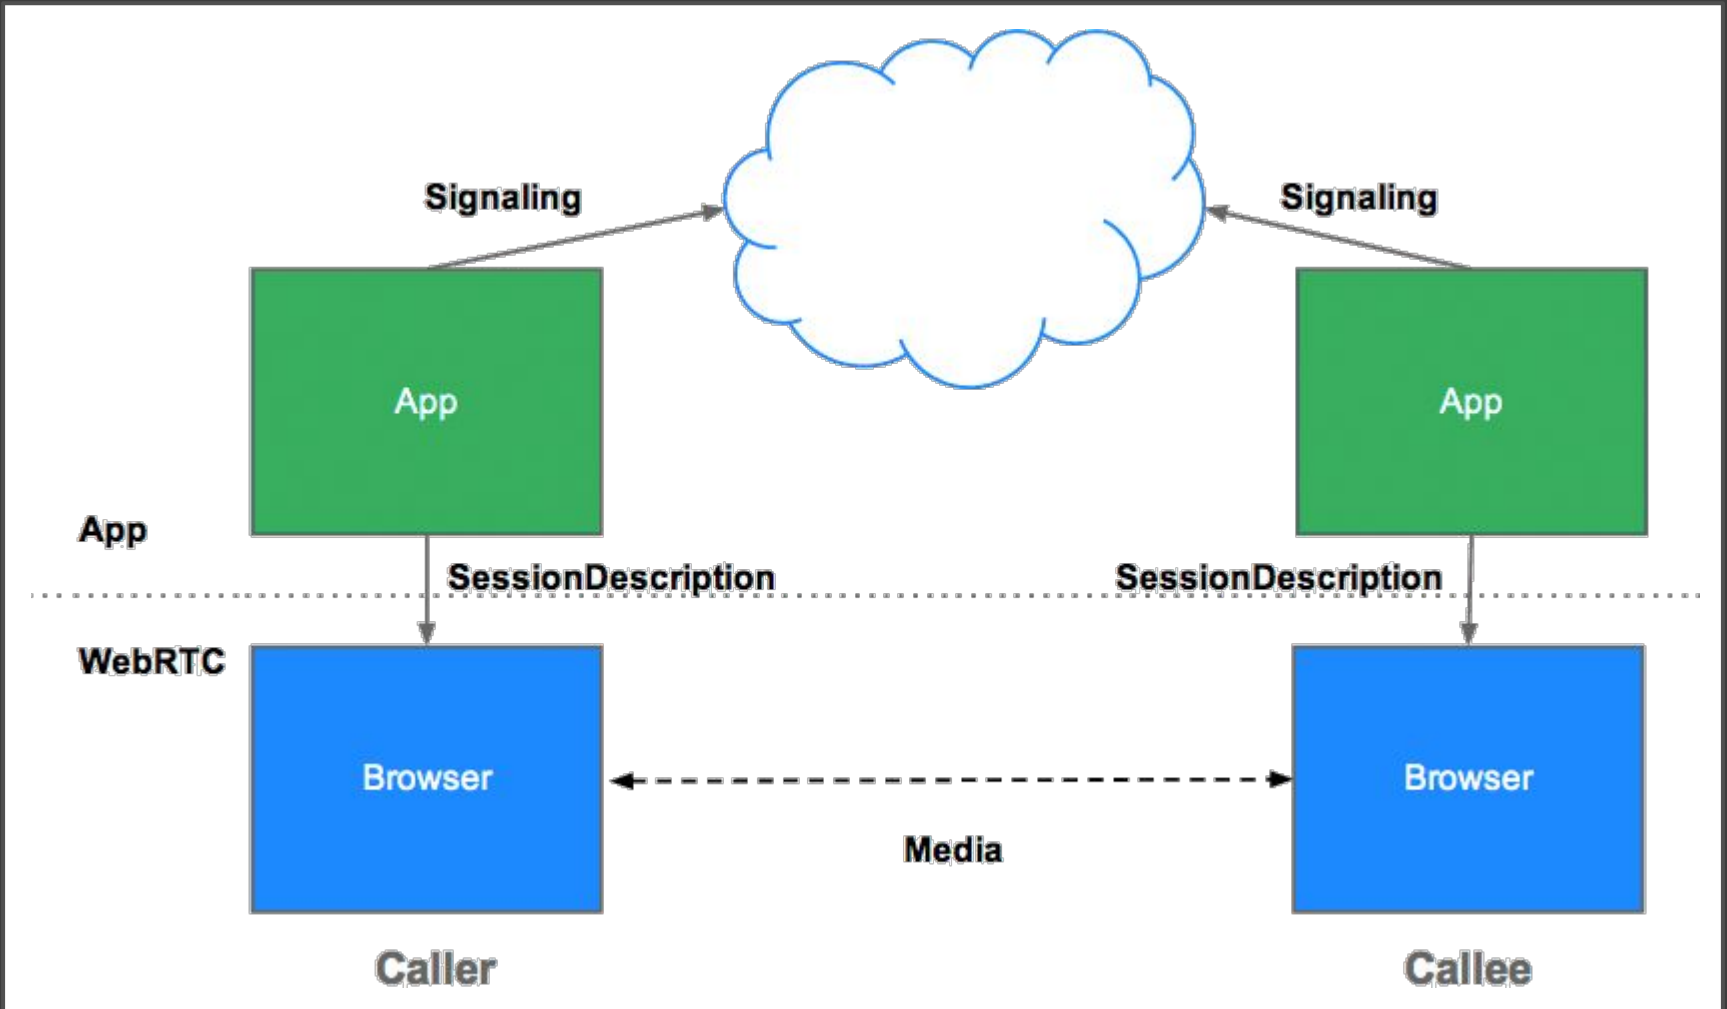 Signaling
Signaling
App
App
App
SessionDescription
SessionDescription
WebRTC
Browser
Browser
Media
Caller
Callee